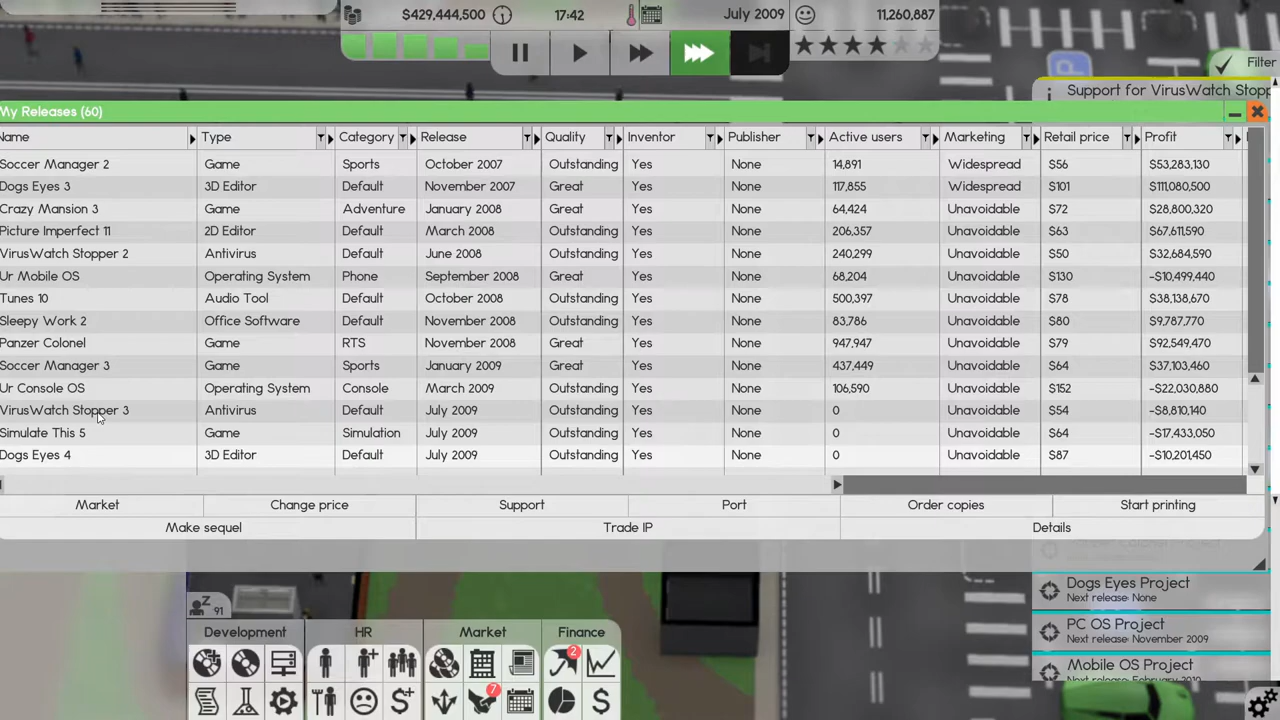 $429,444,500 17:42 July 2009 11,260,887
Filter
Support for VirusWatch Stopp
My Releases (60)
Name Type Category Release Quality Inventor Publisher Active users Marketing Retail price Profit
Soccer Manager 2 Game Sports October 2007 Outstanding Yes None 14,891 Widespread $56 $53,283,130
Dogs Eyes 3 3D Editor Default November 2007 Great Yes None 117,855 Widespread $101 $111,080,500
Crazy Mansion 3 Game Adventure January 2008 Great Yes None 64,424 Unavoidable $72 $28,800,320
Picture Imperfect 11 2D Editor Default March 2008 Outstanding Yes None 206,357 Unavoidable $63 $67,611,590
VirusWatch Stopper 2 Antivirus Default June 2008 Outstanding Yes None 240,299 Unavoidable $50 $32,684,590
Ur Mobile OS Operating System Phone September 2008 Great Yes None 68,204 Unavoidable $130 -$10,499,440
Tunes 10 Audio Tool Default October 2008 Outstanding Yes None 500,397 Unavoidable $78 $38,138,670
Sleepy Work 2 Office Software Default November 2008 Outstanding Yes None 83,786 Unavoidable $80 $9,787,770
Panzer Colonel Game RTS November 2008 Great Yes None 947,947 Unavoidable $79 $92,549,470
Soccer Manager 3 Game Sports January 2009 Great Yes None 437,449 Unavoidable $64 $37,103,460
Ur Console OS Operating System Console March 2009 Outstanding Yes None 106,590 Unavoidable $152 -$22,030,880
VirusWatch Stopper 3 Antivirus Default July 2009 Outstanding Yes None 0 Unavoidable $54 -$8,810,140
Simulate This 5 Game Simulation July 2009 Outstanding Yes None 0 Unavoidable $64 -$17,433,050
Dogs Eyes 4 3D Editor Default July 2009 Outstanding Yes None 0 Unavoidable $87 -$10,201,450
Market Change price Support Port Order copies Start printing
Make sequel Trade IP Details
Dogs Eyes Project
Next release: None
PC OS Project
Next release: November 2009
Mobile OS Project
Next release: February 2010
Z 91
Development HR Market Finance
2
7